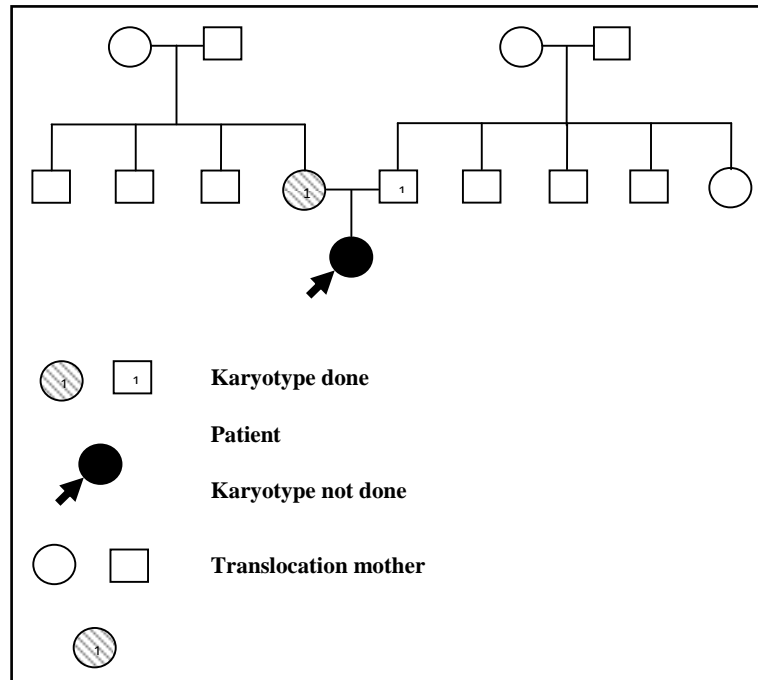 1 1
1 1 Karyotype done
Patient
Karyotype not done
Translocation mother
1